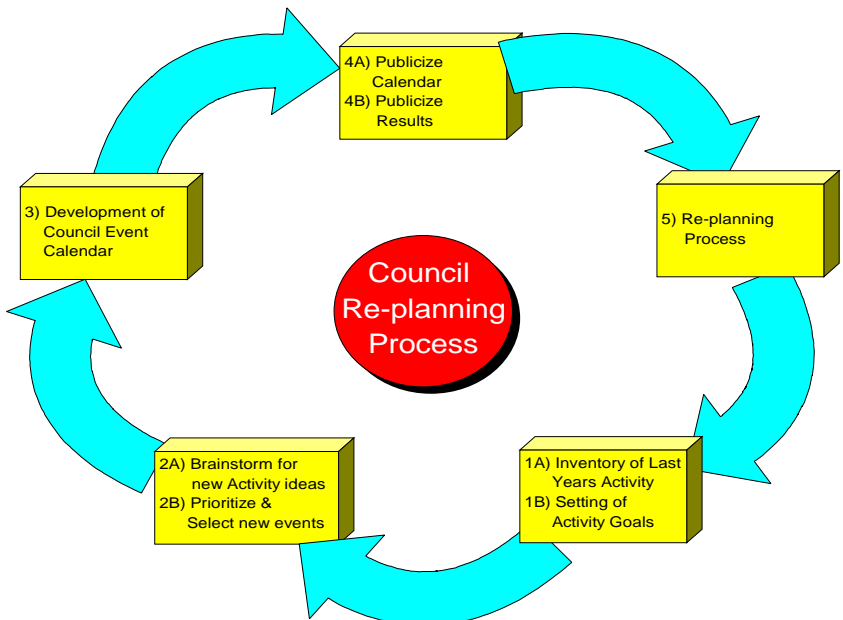 4A) Publicize
Calendar
4B) Publicize
Results
3) Development of
Council Event
Calendar
5) Re-planning
Process
Council
Re-planning
Process
2A) Brainstorm for
new Activity ideas
2B) Prioritize &
Select new events
1A) Inventory of Last
Years Activity
1B) Setting of
Activity Goals